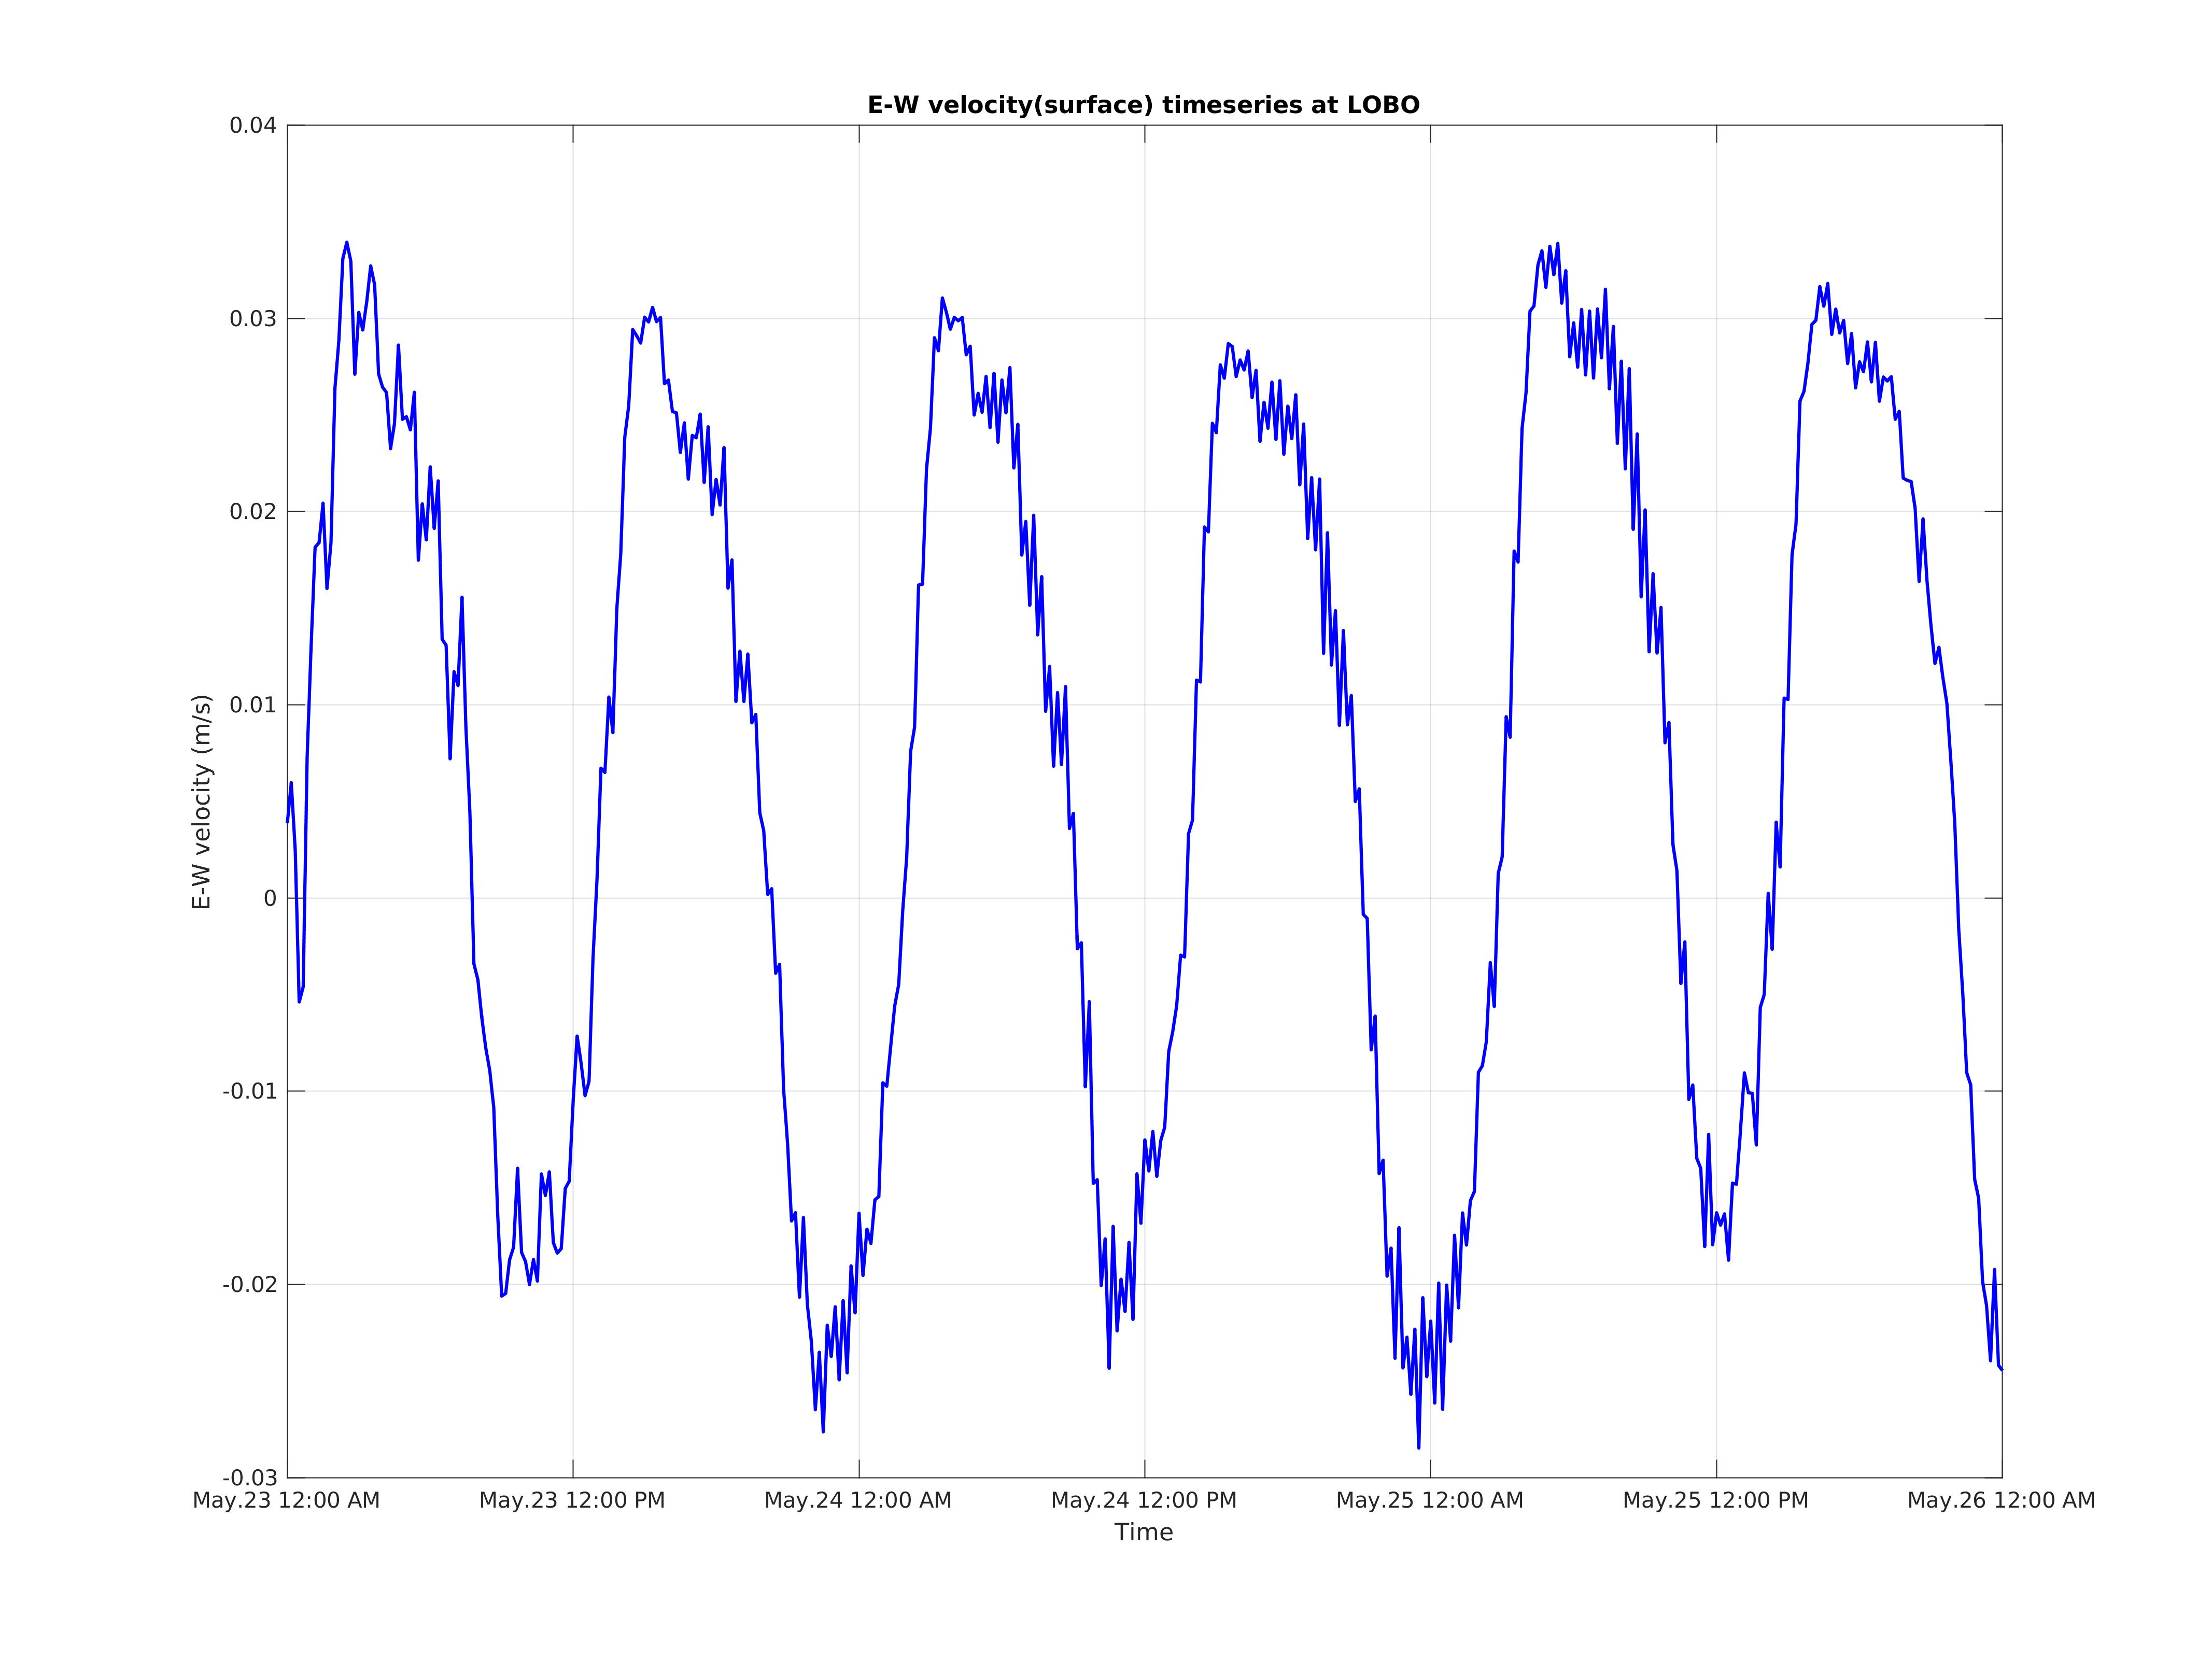 E-W velocity(surface) timeseries at LOBO
0.04
0.03
0.02
0.01
0
-0.01
-0.02
-0.03
E-W velocity (m/s)
May.23 12:00 AM May.23 12:00 PM May.24 12:00 AM May.24 12:00 PM May.25 12:00 AM May.25 12:00 PM May.26 12:00 AM
Time